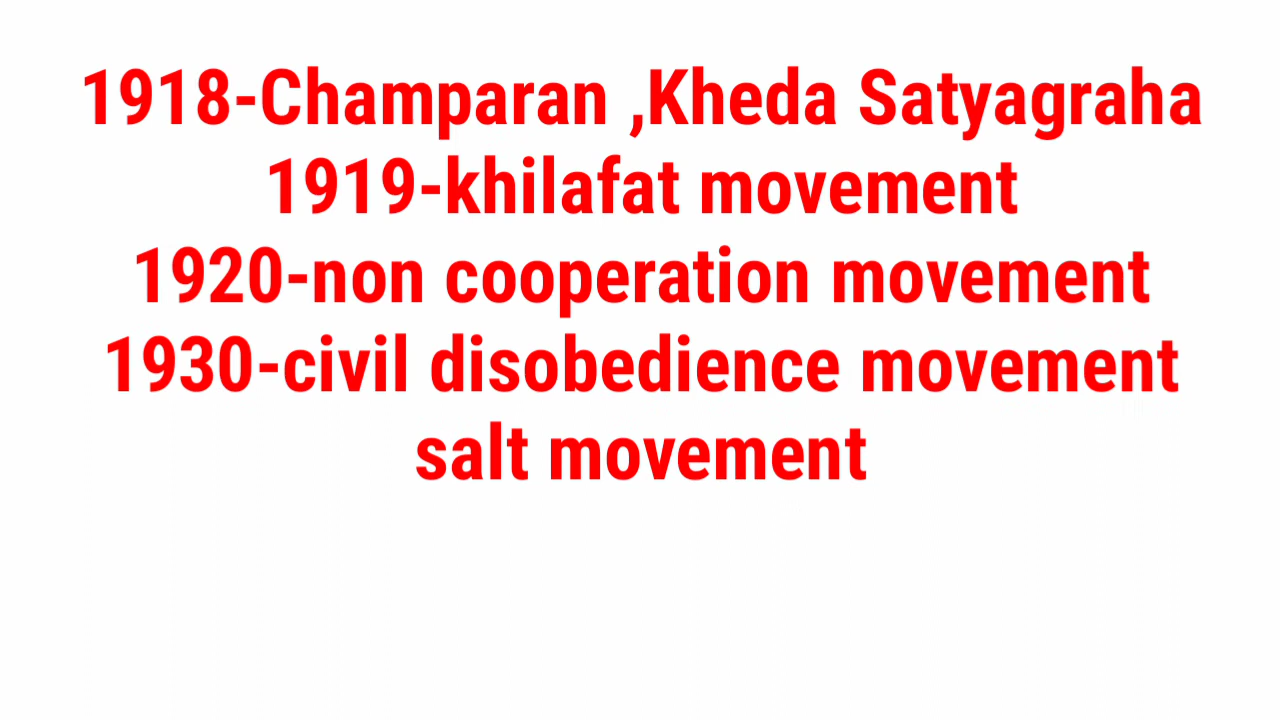 1918-Champaran ,Kheda Satyagraha
1919-khilafat movement
1920-non cooperation movement
1930-civil disobedience movement
salt movement